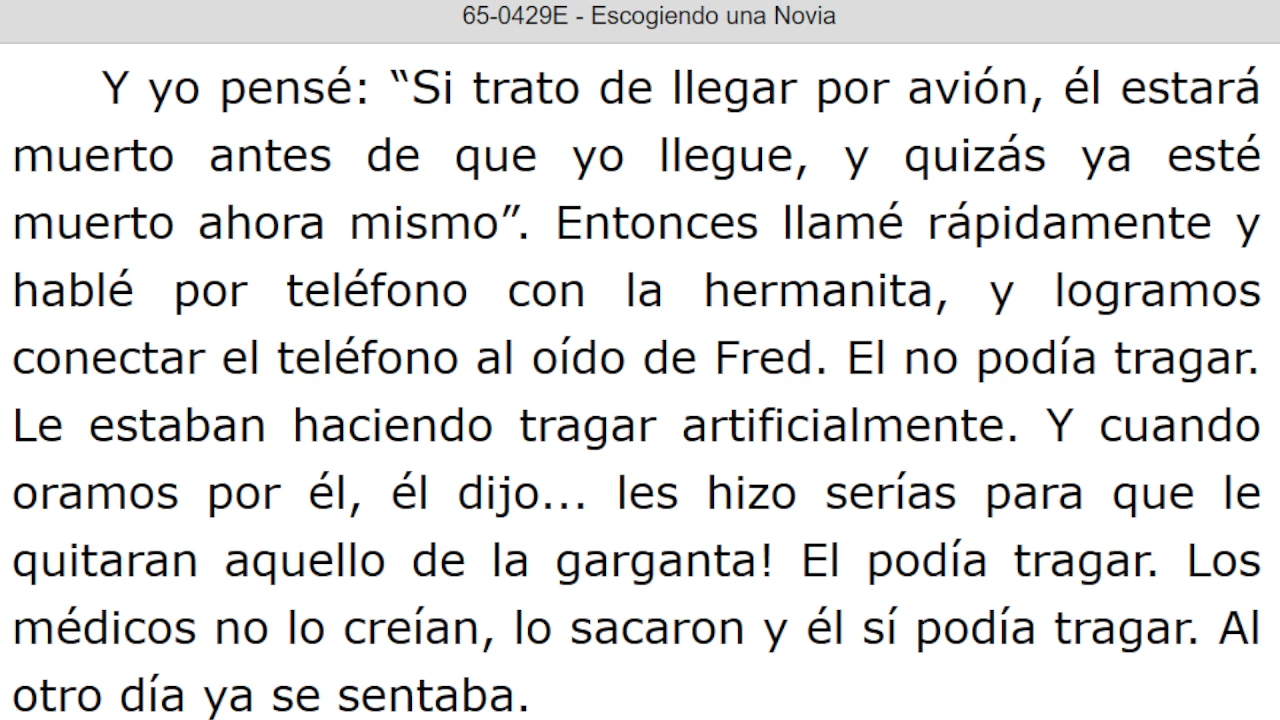 65-0429E - Escogiendo una Novia
Y yo pensé: “Si trato de llegar por avión, él estará
muerto antes de que yo llegue, y quizás ya esté
muerto ahora mismo”. Entonces llamé rápidamente y
hablé por teléfono con la hermanita, y logramos
conectar el teléfono al oído de Fred. El no podía tragar.
Le estaban haciendo tragar artificialmente. Y cuando
oramos por él, él dijo... les hizo serías para que le
quitaran aquello de la garganta! El podía tragar. Los
médicos no lo creían, lo sacaron y él sí podía tragar. Al
otro día ya se sentaba.